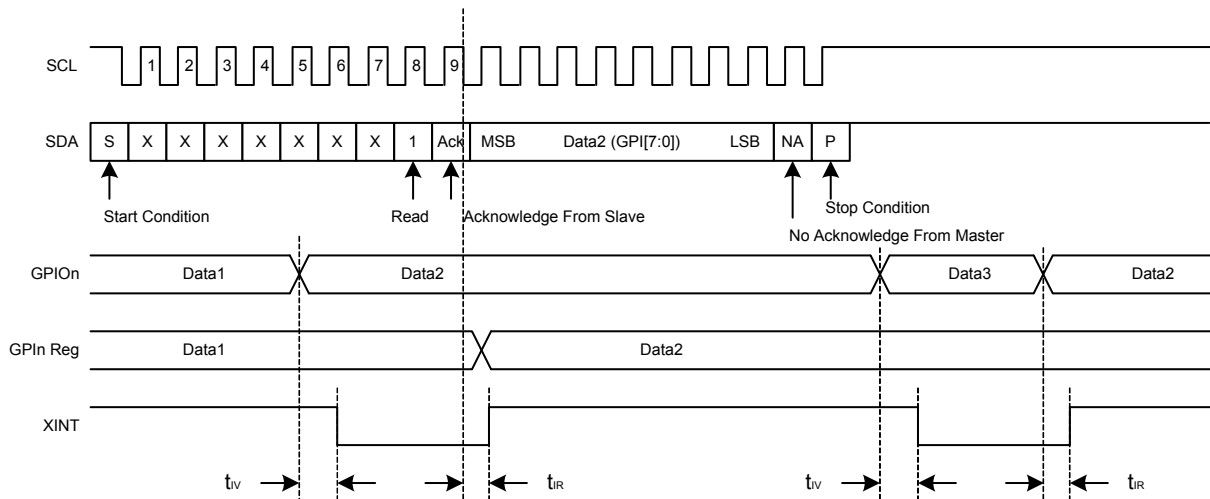 SCL 1 2 3 4 5 6 7 8 9
SDA S X X X X X X X 1 Ack MSB Data2 (GPI[7:0]) LSB NA P
Start Condition Read Acknowledge From Slave Stop Condition
No Acknowledge From Master
GPIOn Data1 Data2 Data3 Data2
GPIn Reg Data1 Data2
XINT
tIV tIR tIV tIR